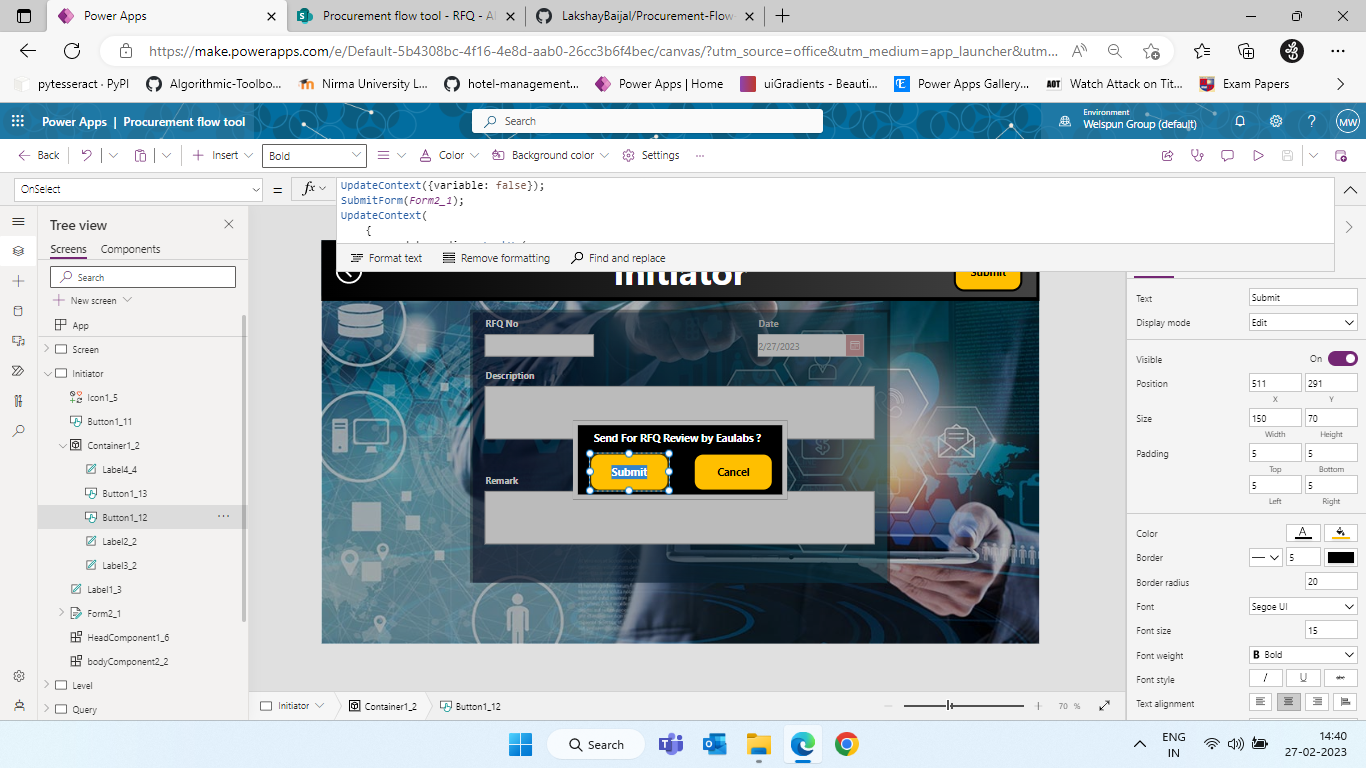 Power Apps
Procurement flow tool - RFQ - Al
LakshayBaijal/Procurement-Flow-
https://make.powerapps.com/e/Default-5b4308bc-4f16-4e8d-aab0-26cc3b6f4bec/canvas/?utm_source=office&utm_medium=app_launcher&utm...
pytesseract · PyPI
Algorithmic-Toolbo...
Nirma University L...
hotel-management...
Power Apps | Home
uiGradients - Beauti...
Power Apps Gallery...
AOT
Watch Attack on Tit...
Exam Papers
Power Apps | Procurement flow tool
Search
Environment
Welspun Group (default)
MW
Back
Insert
Bold
Color
Background color
Settings
OnSelect
=
fx
UpdateContext({variable: false});
SubmitForm(Form2_1);
UpdateContext(
{
Format text
Remove formatting
Find and replace
Tree view
Screens
Components
Search
New screen
App
Screen
Initiator
Icon1_5
Button1_11
Container1_2
Label4_4
Button1_13
Button1_12
Label2_2
Label3_2
Label1_3
Form2_1
HeadComponent1_6
bodyComponent2_2
Level
Query
Initiator
Submit
RFQ No
Date
2/27/2023
Description
Send For RFQ Review by Eaulabs ?
Submit
Cancel
Remark
Text
Submit
Display mode
Edit
Visible
On
Position
511
291
X
Y
Size
150
70
Width
Height
Padding
5
5
Top
Bottom
5
5
Left
Right
Color
Border
5
Border radius
20
Font
Segoe UI
Font size
15
Font weight
B Bold
Font style
Text alignment
Initiator
Container1_2
Button1_12
70 %
Search
ENG
IN
14:40
27-02-2023